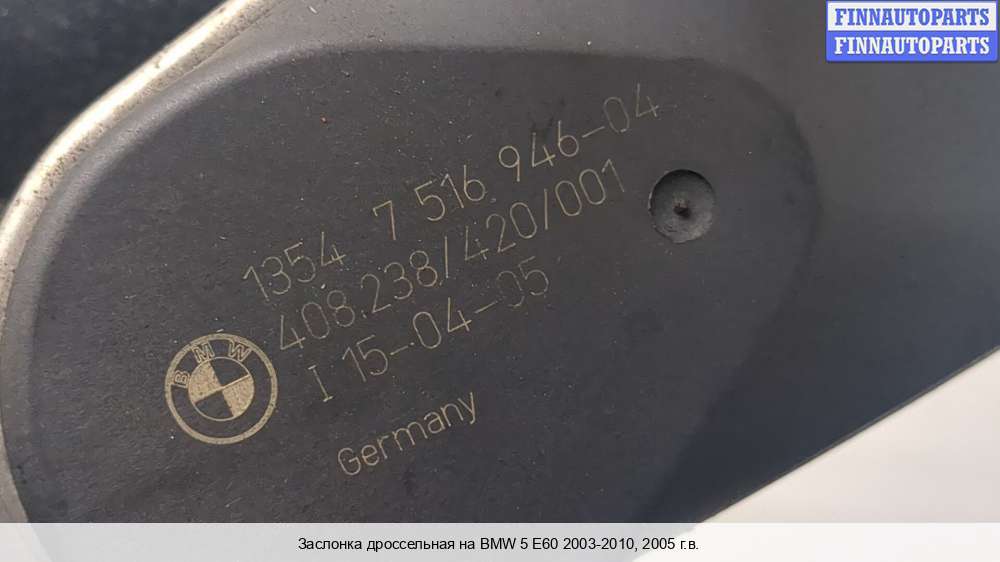 FINNAUTOPARTS
FINNAUTOPARTS
1354 7 516 946-04
408.238/420/001
I 15-04-05
BMW
Germany
Заслонка дроссельная на BMW 5 E60 2003-2010, 2005 г.в.